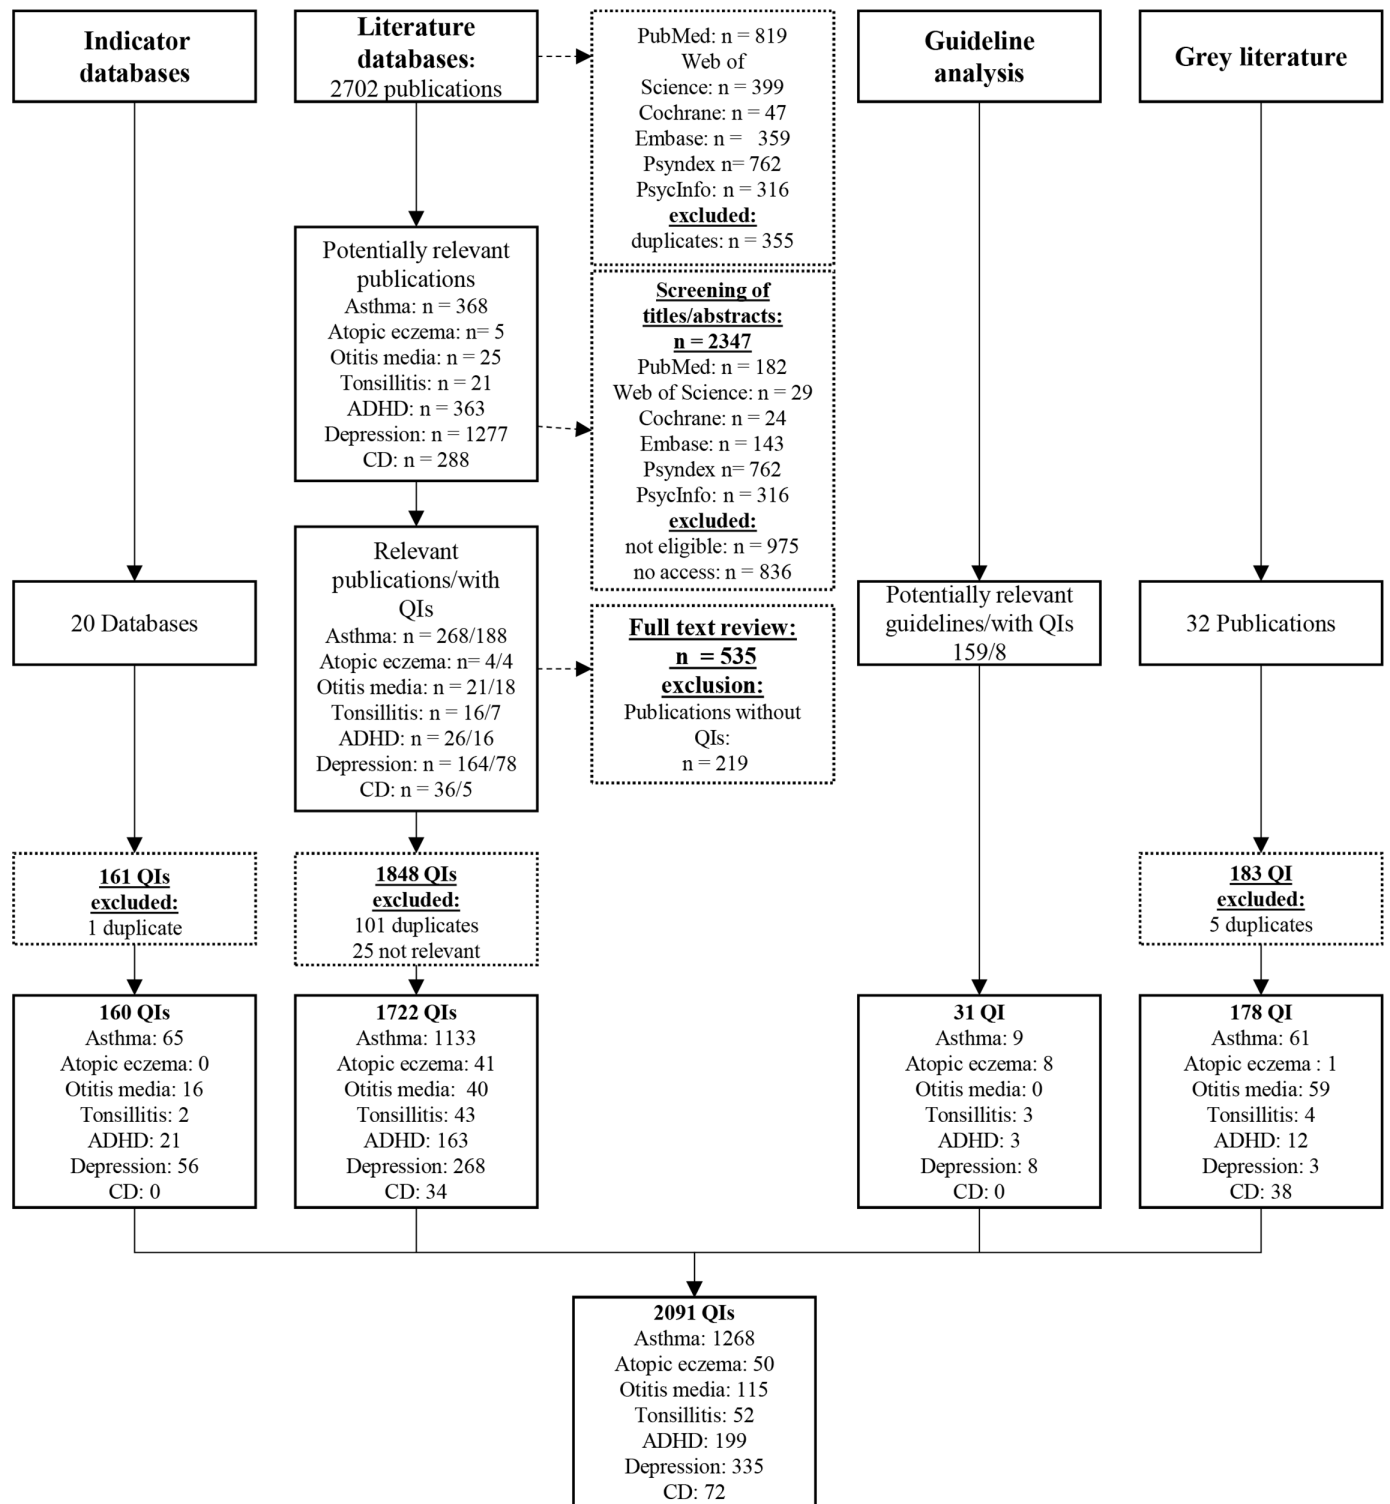 Indicator
databases
Literature
databases:
2702 publications
PubMed: n = 819
Web of
Science: n = 399
Cochrane: n = 47
Embase: n = 359
Psyndex n= 762
PsycInfo: n = 316
excluded:
duplicates: n = 355
Guideline
analysis
Grey literature
Potentially relevant
publications
Asthma: n = 368
Atopic eczema: n= 5
Otitis media: n = 25
Tonsillitis: n = 21
ADHD: n = 363
Depression: n = 1277
CD: n = 288
Screening of
titles/abstracts:
n = 2347
PubMed: n = 182
Web of Science: n = 29
Cochrane: n = 24
Embase: n = 143
Psyndex n= 762
PsycInfo: n = 316
excluded:
not eligible: n = 975
no access: n = 836
Relevant
publications/with
QIs
Asthma: n = 268/188
Atopic eczema: n= 4/4
Otitis media: n = 21/18
Tonsillitis: n = 16/7
ADHD: n = 26/16
Depression: n = 164/78
CD: n = 36/5
Full text review:
n = 535
exclusion:
Publications without
QIs:
n = 219
20 Databases
Potentially relevant
guidelines/with QIs
159/8
32 Publications
161 QIs
excluded:
1 duplicate
1848 QIs
excluded:
101 duplicates
25 not relevant
183 QI
excluded:
5 duplicates
160 QIs
Asthma: 65
Atopic eczema: 0
Otitis media: 16
Tonsillitis: 2
ADHD: 21
Depression: 56
CD: 0
1722 QIs
Asthma: 1133
Atopic eczema: 41
Otitis media: 40
Tonsillitis: 43
ADHD: 163
Depression: 268
CD: 34
31 QI
Asthma: 9
Atopic eczema: 8
Otitis media: 0
Tonsillitis: 3
ADHD: 3
Depression: 8
CD: 0
178 QI
Asthma: 61
Atopic eczema : 1
Otitis media: 59
Tonsillitis: 4
ADHD: 12
Depression: 3
CD: 38
2091 QIs
Asthma: 1268
Atopic eczema: 50
Otitis media: 115
Tonsillitis: 52
ADHD: 199
Depression: 335
CD: 72